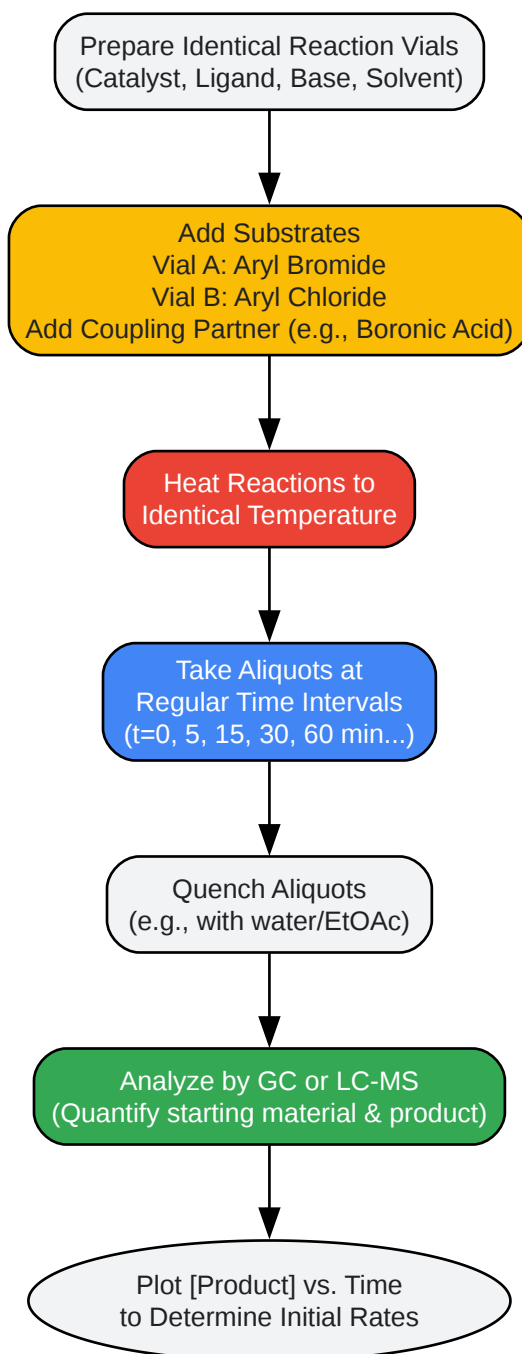 Prepare Identical Reaction Vials
(Catalyst, Ligand, Base, Solvent)
Add Substrates
Vial A: Aryl Bromide
Vial B: Aryl Chloride
Add Coupling Partner (e.g., Boronic Acid)
Heat Reactions to
Identical Temperature
Take Aliquots at
Regular Time Intervals
(t=0, 5, 15, 30, 60 min...)
Quench Aliquots
(e.g., with water/EtOAc)
Analyze by GC or LC-MS
(Quantify starting material & product)
Plot [Product] vs. Time
to Determine Initial Rates